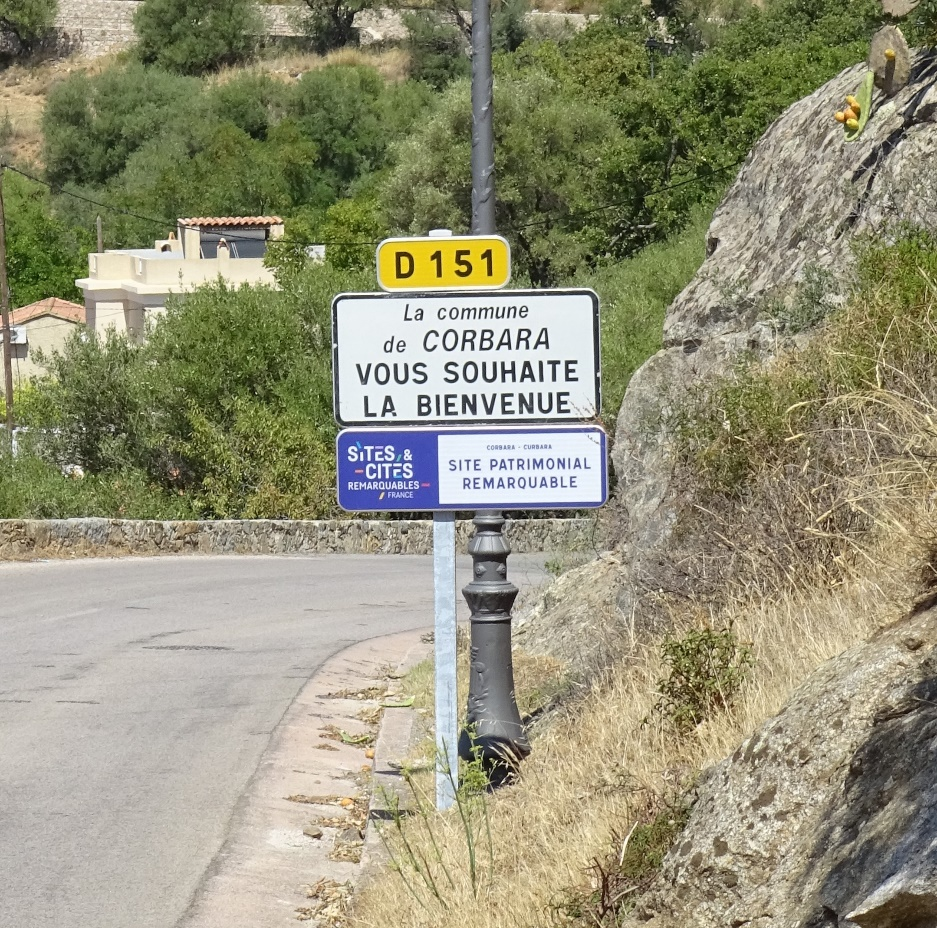 D 151
La commune
de CORBARA
VOUS SOUHAITE
LA BIENVENUE
SITES &
CITÉS
REMARQUABLES
FRANCE
CORBARA - CURBARA
SITE PATRIMONIAL
REMARQUABLE